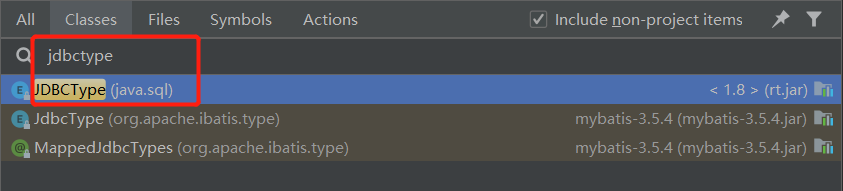 All Classes Files Symbols Actions Include non-project items
jdbctype
JDBCType (java.sql) < 1.8 > (rt.jar)
JdbcType (org.apache.ibatis.type) mybatis-3.5.4 (mybatis-3.5.4.jar)
MappedJdbcTypes (org.apache.ibatis.type) mybatis-3.5.4 (mybatis-3.5.4.jar)